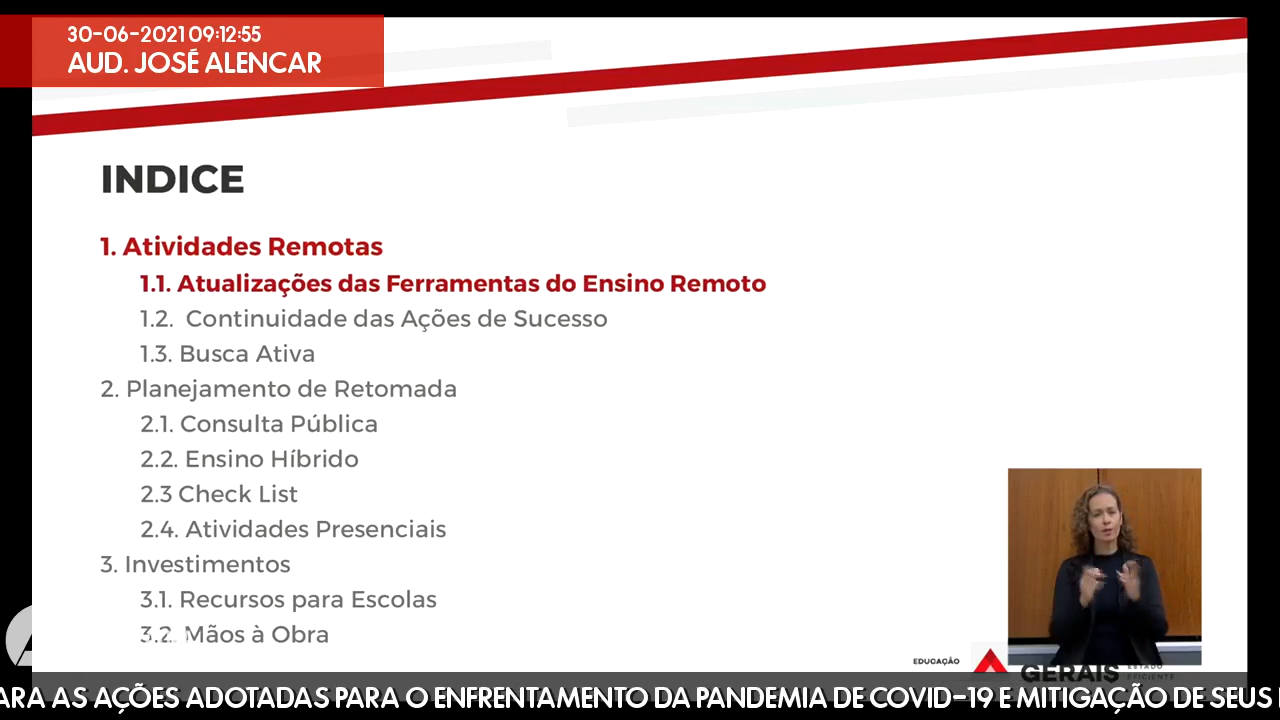 30-06-2021 09:12:55
AUD. JOSÉ ALENCAR
INDICE
1. Atividades Remotas
1.1. Atualizações das Ferramentas do Ensino Remoto
1.2. Continuidade das Ações de Sucesso
1.3. Busca Ativa
2. Planejamento de Retomada
2.1. Consulta Pública
2.2. Ensino Híbrido
2.3 Check List
2.4. Atividades Presenciais
3. Investimentos
3.1. Recursos para Escolas
3.2. Mãos à Obra
EDUCAÇÃO
GERAIS
ESTADO
EFICIENTE
ARA AS AÇÕES ADOTADAS PARA O ENFRENTAMENTO DA PANDEMIA DE COVID-19 E MITIGAÇÃO DE SEUS